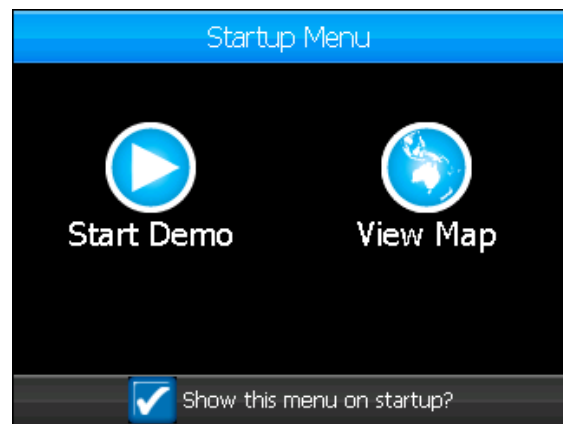 Startup Menu
Start Demo
View Map
Show this menu on startup?